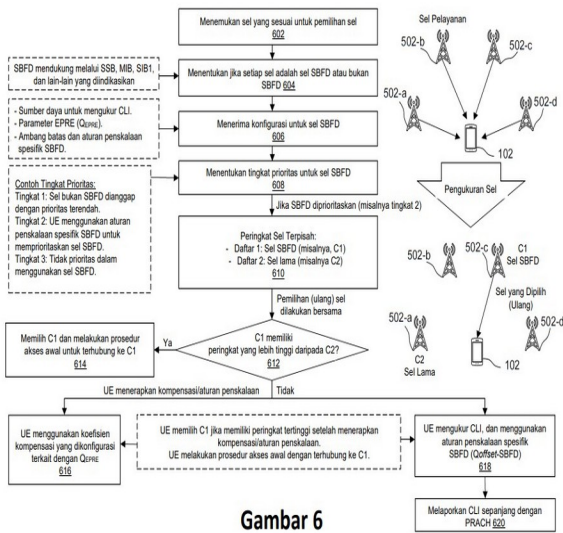 Menemukan sel yang sesuai untuk pemilihan sel
602
SBFD mendukung melalui SSB, MIB, SIB1,
dan lain-lain yang diindikasikan
Menentukan jika setiap sel adalah sel SBFD atau bukan
SBFD 604
- Sumber daya untuk mengukur CLI.
- Parameter EPRE (QEPRE).
- Ambang batas dan aturan penskalaan
spesifik SBFD.
Menerima konfigurasi untuk sel SBFD
606
Menentukan tingkat prioritas untuk sel SBFD
608
Contoh Tingkat Prioritas:
Tingkat 1: Sel bukan SBFD dianggap
dengan prioritas terendah.
Tingkat 2: UE menggunakan aturan
penskalaan spesifik SBFD untuk
memprioritaskan sel SBFD.
Tingkat 3: Tidak prioritas dalam
menggunakan sel SBFD.
Jika SBFD diprioritaskan (misalnya tingkat 2)
Peringkat Sel Terpisah:
- Daftar 1: Sel SBFD (misalnya, C1)
- Daftar 2: Sel lama (misalnya C2)
610
Pemilihan (ulang) sel
dilakukan bersama
C1 memiliki
peringkat yang lebih tinggi daripada C2?
612
Ya
Memilih C1 dan melakukan prosedur
akses awal untuk terhubung ke C1
614
Tidak
UE menerapkan kompensasi/aturan penskalaan
UE menggunakan koefisien
kompensasi yang dikonfigurasi
terkait dengan QEPRE
616
UE memilih C1 jika memiliki peringkat tertinggi setelah menerapkan
kompensasi/aturan penskalaan.
UE melakukan prosedur akses awal dengan terhubung ke C1.
UE mengukur CLI, dan menggunakan
aturan penskalaan spesifik
SBFD (Qoffset-SBFD)
618
Melaporkan CLI sepanjang dengan
PRACH 620
Sel Pelayanan
502-b
502-c
502-a
502-d
102
Pengukuran Sel
502-b
502-c
C1
Sel SBFD
Sel yang Dipilih
(Ulang)
502-a
502-d
C2
Sel Lama
102
Gambar 6